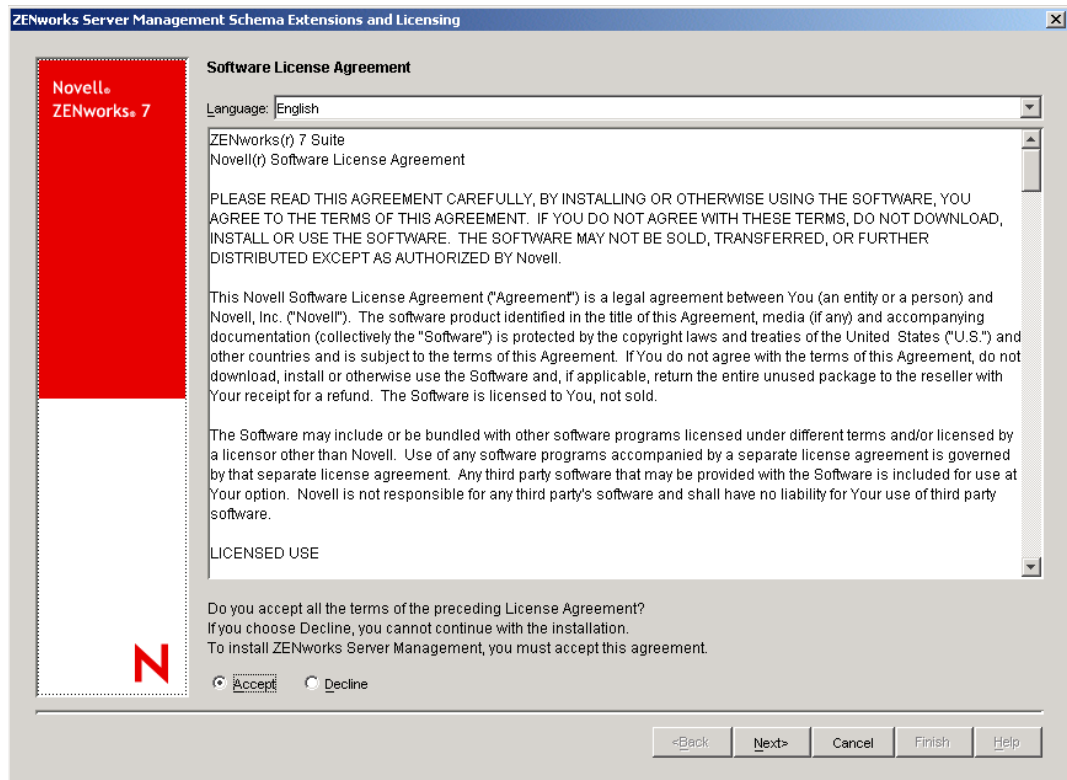 ZENworks Server Management Schema Extensions and Licensing
Novell®
ZENworks® 7
Software License Agreement
Language: English
ZENworks(r) 7 Suite
Novell(r) Software License Agreement
PLEASE READ THIS AGREEMENT CAREFULLY, BY INSTALLING OR OTHERWISE USING THE SOFTWARE, YOU
AGREE TO THE TERMS OF THIS AGREEMENT. IF YOU DO NOT AGREE WITH THESE TERMS, DO NOT DOWNLOAD,
INSTALL OR USE THE SOFTWARE. THE SOFTWARE MAY NOT BE SOLD, TRANSFERRED, OR FURTHER
DISTRIBUTED EXCEPT AS AUTHORIZED BY Novell.
This Novell Software License Agreement ("Agreement") is a legal agreement between You (an entity or a person) and
Novell, Inc. ("Novell"). The software product identified in the title of this Agreement, media (if any) and accompanying
documentation (collectively the "Software") is protected by the copyright laws and treaties of the United States ("U.S.") and
other countries and is subject to the terms of this Agreement. If You do not agree with the terms of this Agreement, do not
download, install or otherwise use the Software and, if applicable, return the entire unused package to the reseller with
Your receipt for a refund. The Software is licensed to You, not sold.
The Software may include or be bundled with other software programs licensed under different terms and/or licensed by
a licensor other than Novell. Use of any software programs accompanied by a separate license agreement is governed
by that separate license agreement. Any third party software that may be provided with the Software is included for use at
Your option. Novell is not responsible for any third party's software and shall have no liability for Your use of third party
software.
LICENSED USE
Do you accept all the terms of the preceding License Agreement?
If you choose Decline, you cannot continue with the installation.
To install ZENworks Server Management, you must accept this agreement.
N
Accept Decline
<Back Next> Cancel Finish Help